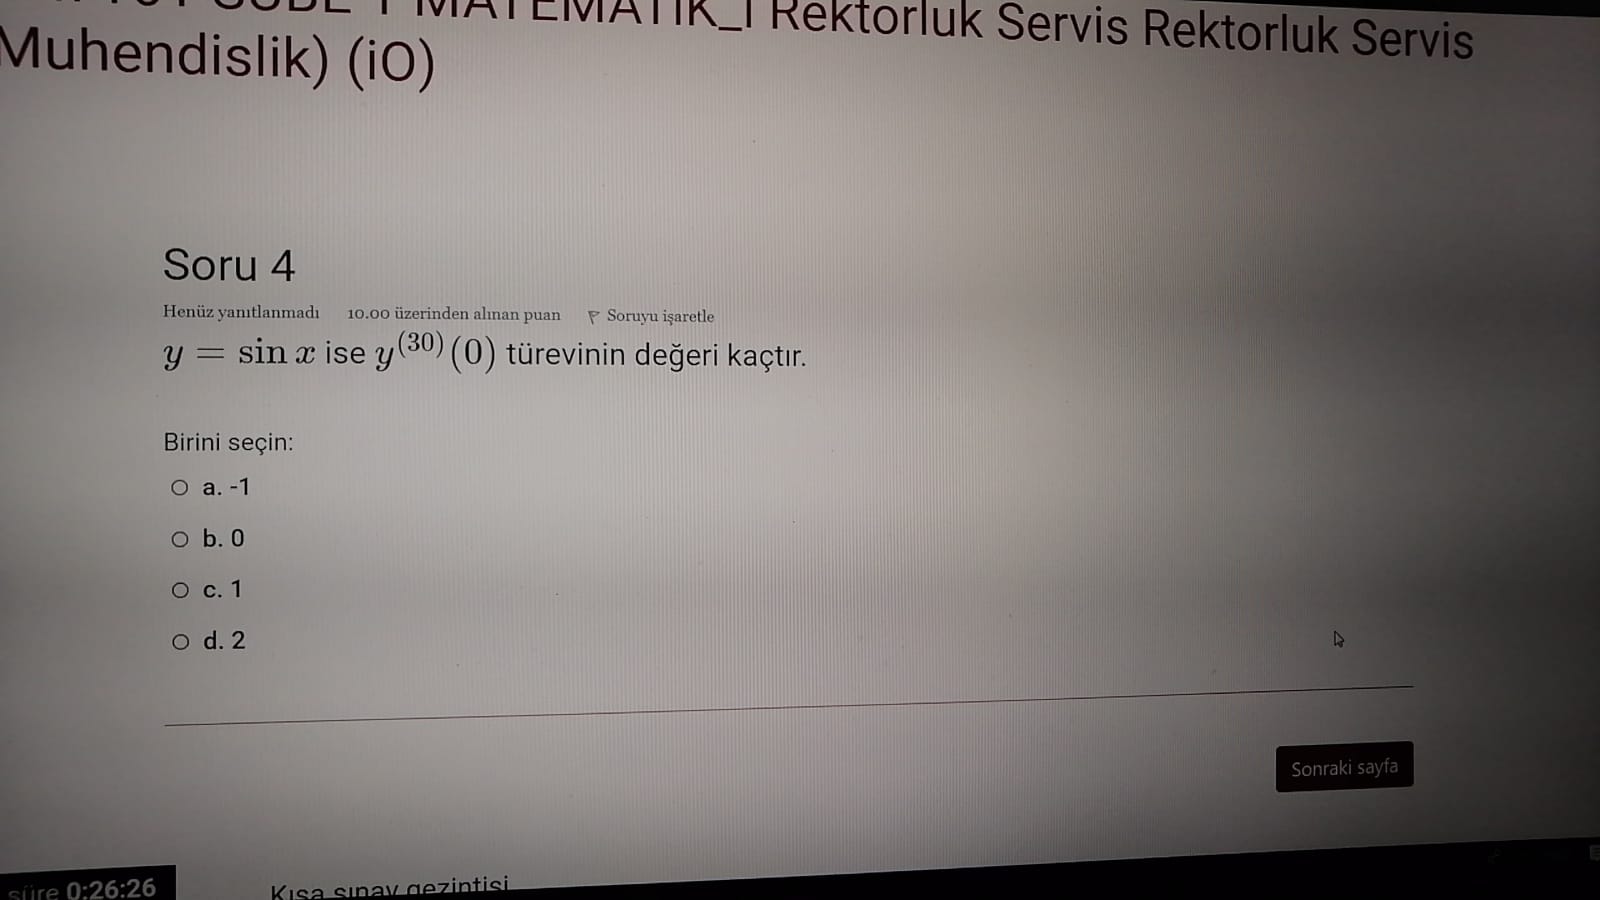 MATEMATİK_I Rektorluk Servis Rektorluk Servis
Muhendislik) (iO)
Soru 4
Henüz yanıtlanmadı 10.00 üzerinden alınan puan Soruyu işaretle
y = sin x ise y^(30)(0) türevinin değeri kaçtır.
Birini seçin:
a. -1
b. 0
c. 1
d. 2
Sonraki sayfa
süre 0:26:26
Kısa sınav gezintisi